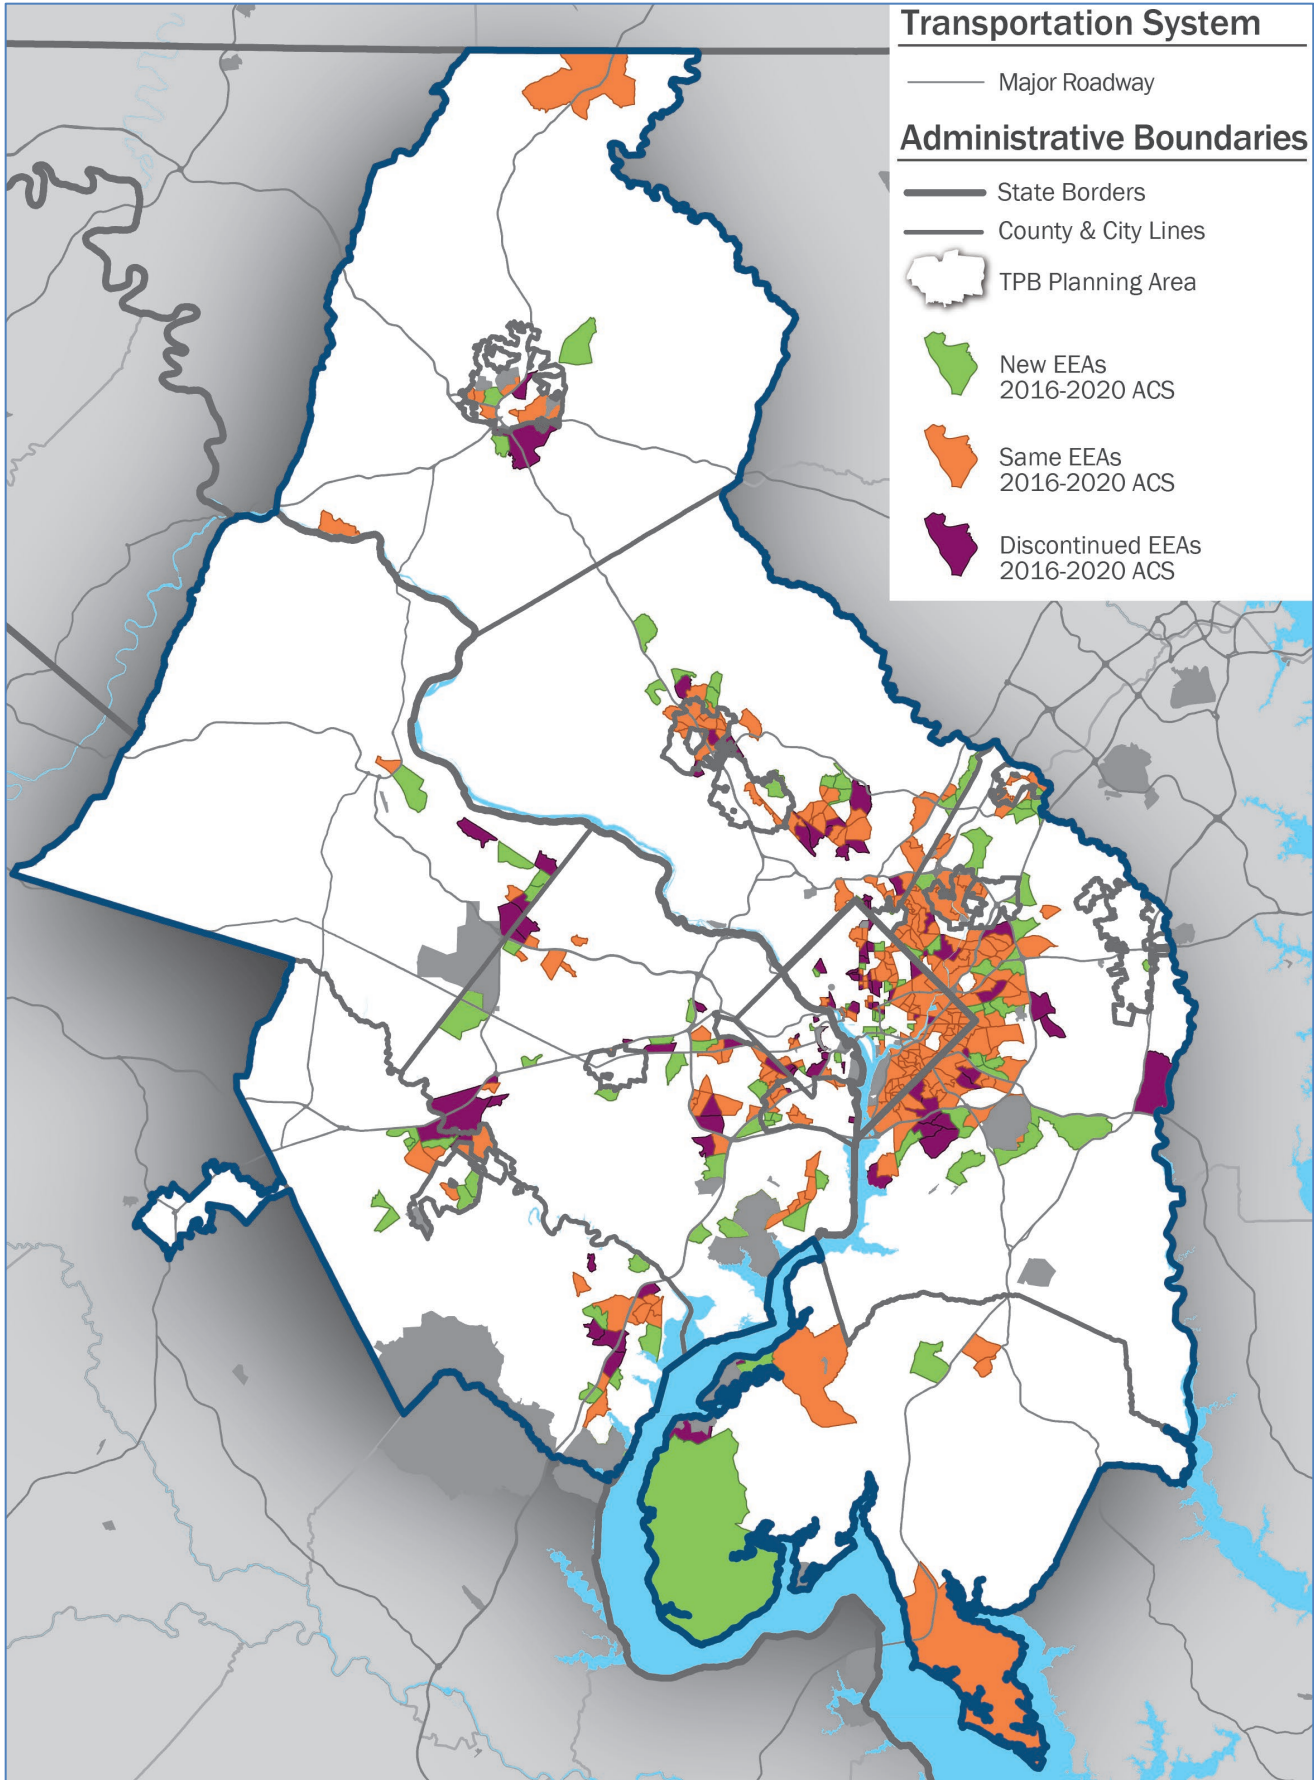 Transportation System
Major Roadway
Administrative Boundaries
State Borders
County & City Lines
TPB Planning Area
New EEAs
2016-2020 ACS
Same EEAs
2016-2020 ACS
Discontinued EEAs
2016-2020 ACS